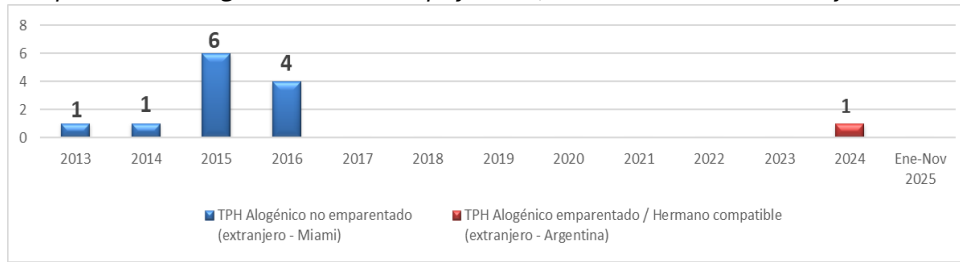 8
6
4
2
0
1
1
6
4
1
2013 2014 2015 2016 2017 2018 2019 2020 2021 2022 2023 2024 Ene-Nov
2025
TPH Alogénico no emparentado
(extranjero - Miami)
TPH Alogénico emparentado / Hermano compatible
(extranjero - Argentina)